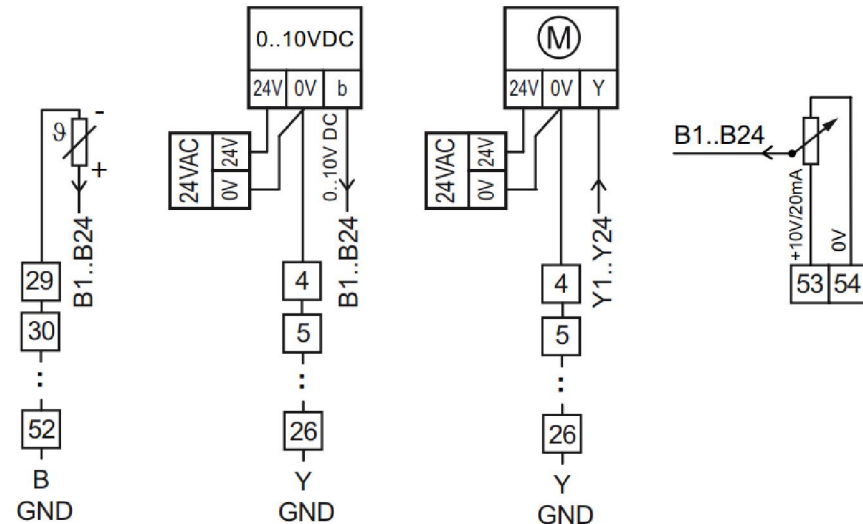 ϑ
-
+
B1..B24
29
30
:
52
B
GND
0..10VDC
24V 0V b
24VAC
24V
0V
0..10V DC
B1..B24
4
5
:
26
Y
GND
M
24V 0V Y
24VAC
24V
0V
Y1..Y24
4
5
:
26
Y
GND
B1..B24
+10V/20mA
0V
53 54